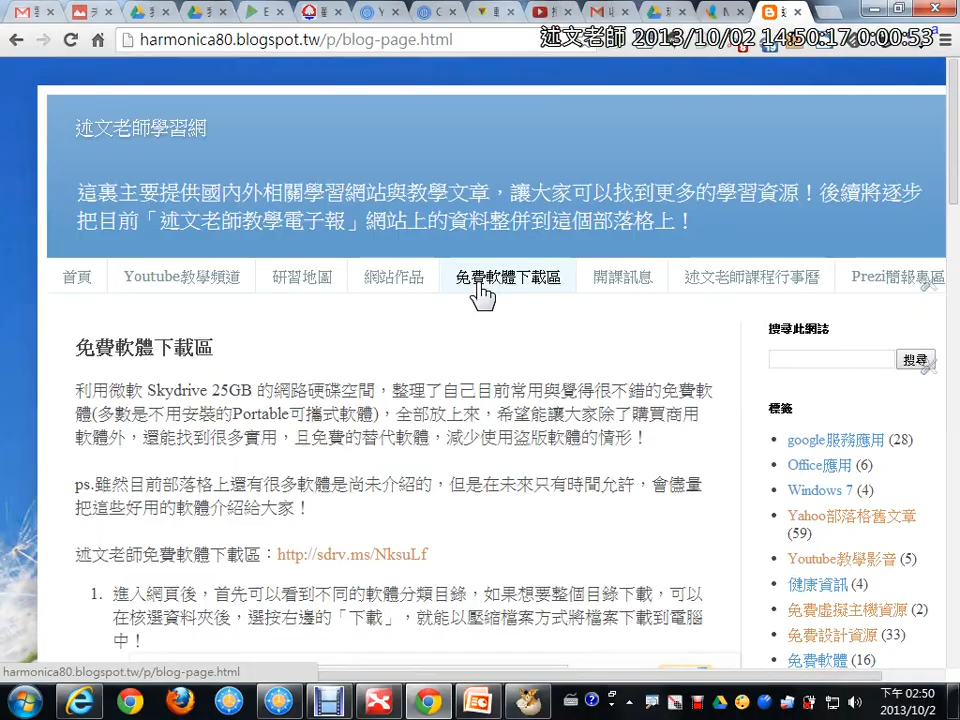 harmonica80.blogspot.tw/p/blog-page.html
述文老師 2013/10/02 14:50:17 0:00:53
述文老師學習網
這裏主要提供國內外相關學習網站與教學文章，讓大家可以找到更多的學習資源！後續將逐步
把目前「述文老師教學電子報」網站上的資料整併到這個部落格上！
首頁 Youtube教學頻道 研習地圖 網站作品 免費軟體下載區 開課訊息 述文老師課程行事曆 Prezi簡報專區
免費軟體下載區
利用微軟 Skydrive 25GB 的網路硬碟空間，整理了自己目前常用與覺得很不錯的免費軟
體(多數是不用安裝的Portable可攜式軟體)，全部放上來，希望能讓大家除了購買商用
軟體外，還能找到很多實用，且免費的替代軟體，減少使用盜版軟體的情形！
ps.雖然目前部落格上還有很多軟體是尚未介紹的，但是在未來只有時間允許，會儘量
把這些好用的軟體介紹給大家！
述文老師免費軟體下載區：http://sdrv.ms/NksuLf
1. 進入網頁後，首先可以看到不同的軟體分類目錄，如果想要整個目錄下載，可以
在核選資料夾後，選按右邊的「下載」，就能以壓縮檔案方式將檔案下載到電腦
中！
搜尋此網誌
搜尋
標籤
• google服務應用 (28)
• Office應用 (6)
• Windows 7 (4)
• Yahoo部落格舊文章
(59)
• Youtube教學影音 (5)
• 健康資訊 (4)
• 免費虛擬主機資源 (2)
• 免費設計資源 (33)
• 免費軟體 (16)
harmonica80.blogspot.tw/p/blog-page.html
下午 02:50
2013/10/2